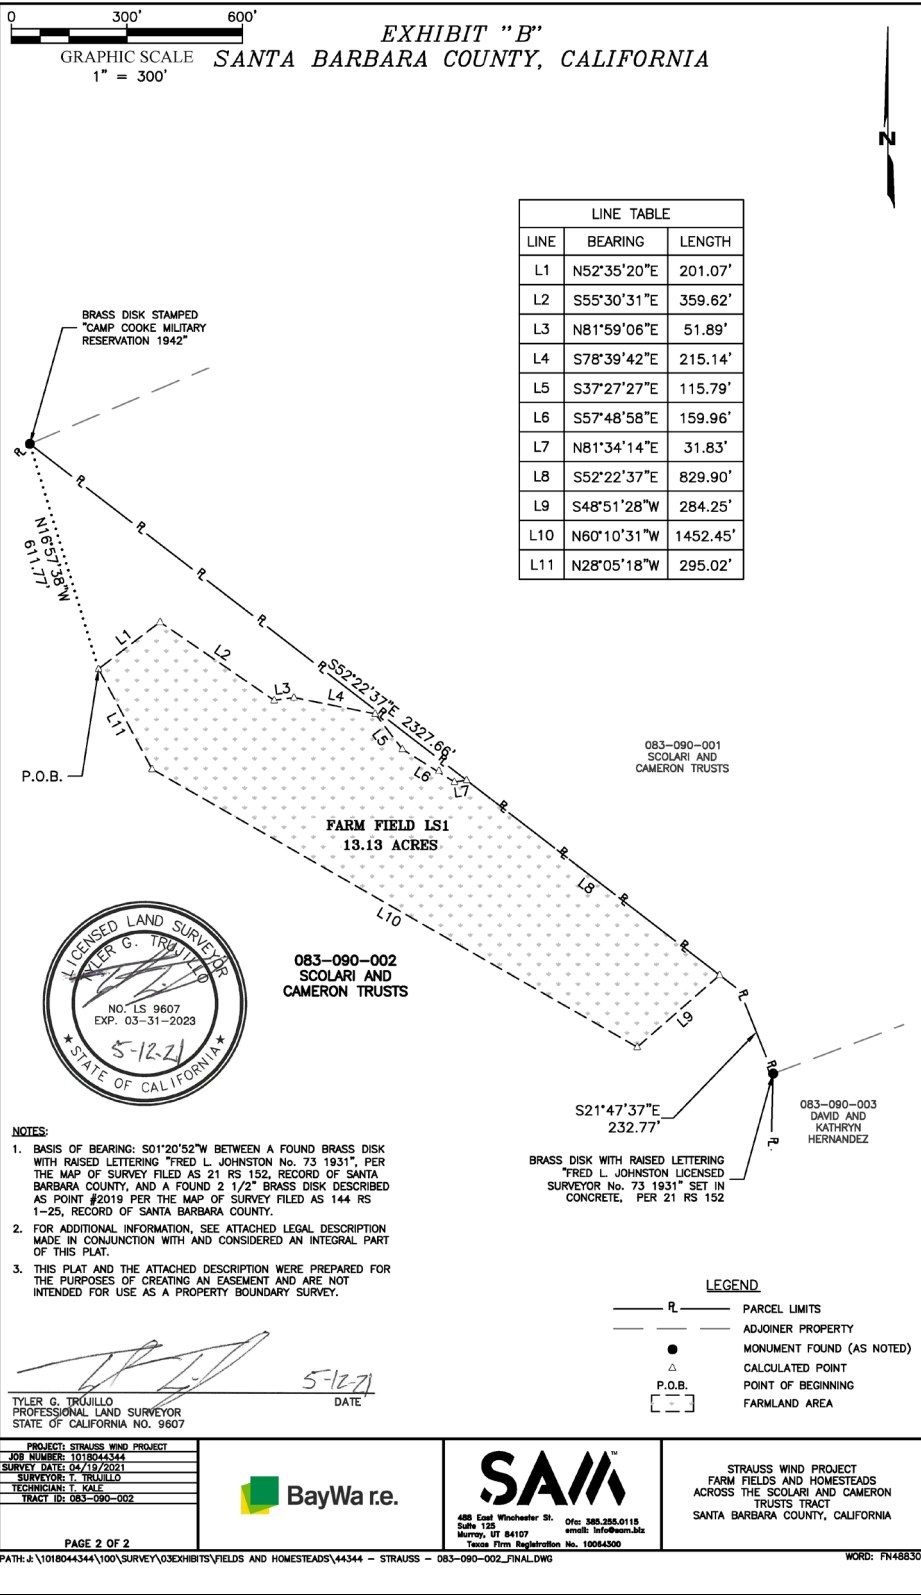 0 300' 600'
GRAPHIC SCALE
1" = 300'
EXHIBIT "B"
SANTA BARBARA COUNTY, CALIFORNIA
N
LINE TABLE
LINE BEARING LENGTH
L1 N52°35'20"E 201.07'
L2 S55°30'31"E 359.62'
L3 N81°59'06"E 51.89'
L4 S78°39'42"E 215.14'
L5 S37°27'27"E 115.79'
L6 S57°48'58"E 159.96'
L7 N81°34'14"E 31.83'
L8 S52°22'37"E 829.90'
L9 S48°51'28"W 284.25'
L10 N60°10'31"W 1452.45'
L11 N28°05'18"W 295.02'
BRASS DISK STAMPED
"CAMP COOKE MILITARY
RESERVATION 1942"
N16°57'38"W
611.77'
L1
L2
L3
L4
L5
L6
L7
L8
L9
L10
L11
S52°22'37"E 2327.66'
P.O.B.
FARM FIELD LS1
13.13 ACRES
083-090-001
SCOLARI AND
CAMERON TRUSTS
083-090-002
SCOLARI AND
CAMERON TRUSTS
LICENSED LAND SURVEYOR
TYLER G. TRUJILLO
NO. LS 9607
EXP. 03-31-2023
5-12-21
STATE OF CALIFORNIA
S21°47'37"E
232.77'
083-090-003
DAVID AND
KATHRYN
HERNANDEZ
BRASS DISK WITH RAISED LETTERING
"FRED L. JOHNSTON LICENSED
SURVEYOR No. 73 1931" SET IN
CONCRETE, PER 21 RS 152
NOTES:
1. BASIS OF BEARING: S01°20'52"W BETWEEN A FOUND BRASS DISK
WITH RAISED LETTERING "FRED L. JOHNSTON No. 73 1931", PER
THE MAP OF SURVEY FILED AS 21 RS 152, RECORD OF SANTA
BARBARA COUNTY, AND A FOUND 2 1/2" BRASS DISK DESCRIBED
AS POINT #2019 PER THE MAP OF SURVEY FILED AS 144 RS
1-25, RECORD OF SANTA BARBARA COUNTY.
2. FOR ADDITIONAL INFORMATION, SEE ATTACHED LEGAL DESCRIPTION
MADE IN CONJUNCTION WITH AND CONSIDERED AN INTEGRAL PART
OF THIS PLAT.
3. THIS PLAT AND THE ATTACHED DESCRIPTION WERE PREPARED FOR
THE PURPOSES OF CREATING AN EASEMENT AND ARE NOT
INTENDED FOR USE AS A PROPERTY BOUNDARY SURVEY.
5-12-21
TYLER G. TRUJILLO DATE
PROFESSIONAL LAND SURVEYOR
STATE OF CALIFORNIA NO. 9607
LEGEND
PARCEL LIMITS
ADJOINER PROPERTY
MONUMENT FOUND (AS NOTED)
CALCULATED POINT
P.O.B. POINT OF BEGINNING
FARMLAND AREA
PROJECT: STRAUSS WIND PROJECT
JOB NUMBER: 1018044344
SURVEY DATE: 04/19/2021
SURVEYOR: T. TRUJILLO
TECHNICIAN: T. KALE
TRACT ID: 083-090-002
PAGE 2 OF 2
BayWa r.e.
SAM™
488 East Winchester St.
Suite 125
Murray, UT 84107
Ofc: 385.255.0115
email: info@sam.biz
Texas Firm Registration No. 10064300
STRAUSS WIND PROJECT
FARM FIELDS AND HOMESTEADS
ACROSS THE SCOLARI AND CAMERON
TRUSTS TRACT
SANTA BARBARA COUNTY, CALIFORNIA
PATH: J: \1018044344\100\SURVEY\03EXHIBITS\FIELDS AND HOMESTEADS\44344 - STRAUSS - 083-090-002_FINAL.DWG
WORD: FN48830